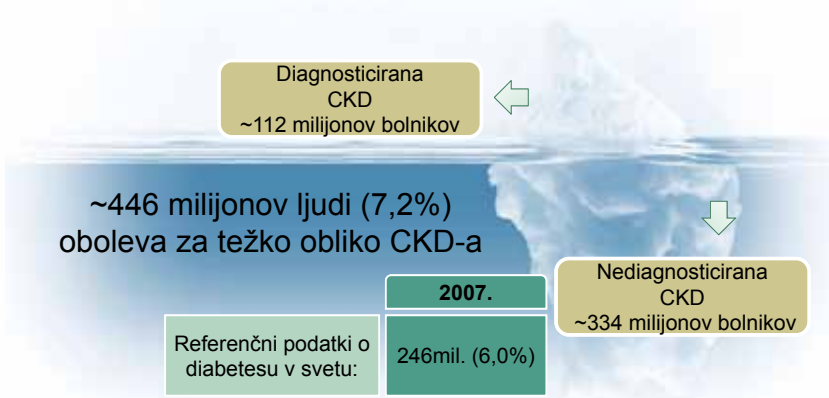 Diagnosticirana
CKD
~112 milijonov bolnikov
~446 milijonov ljudi (7,2%)
oboleva za težko obliko CKD-a
Nediagnosticirana
CKD
~334 milijonov bolnikov
2007.
Referenčni podatki o
diabetesu v svetu:
246mil. (6,0%)